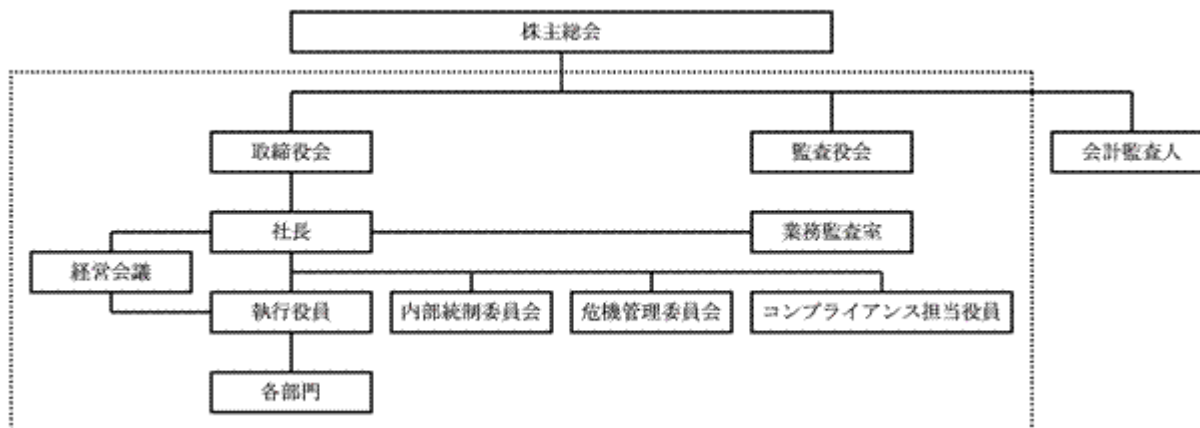 株主総会
取締役会
監査役会
会計監査人
社長
業務監査室
経営会議
執行役員
内部統制委員会
危機管理委員会
コンプライアンス担当役員
各部門